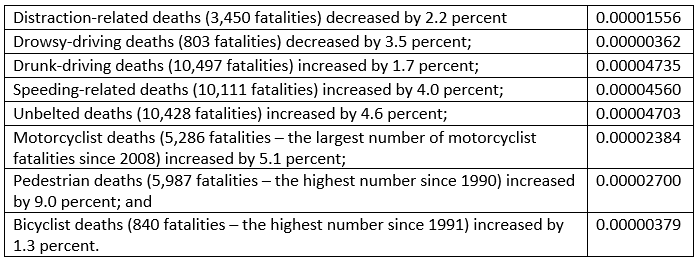 Distraction-related deaths (3,450 fatalities) decreased by 2.2 percent 0.00001556
Drowsy-driving deaths (803 fatalities) decreased by 3.5 percent; 0.00000362
Drunk-driving deaths (10,497 fatalities) increased by 1.7 percent; 0.00004735
Speeding-related deaths (10,111 fatalities) increased by 4.0 percent; 0.00004560
Unbelted deaths (10,428 fatalities) increased by 4.6 percent; 0.00004703
Motorcyclist deaths (5,286 fatalities – the largest number of motorcyclist 0.00002384
fatalities since 2008) increased by 5.1 percent;
Pedestrian deaths (5,987 fatalities – the highest number since 1990) increased 0.00002700
by 9.0 percent; and
Bicyclist deaths (840 fatalities – the highest number since 1991) increased by 0.00000379
1.3 percent.